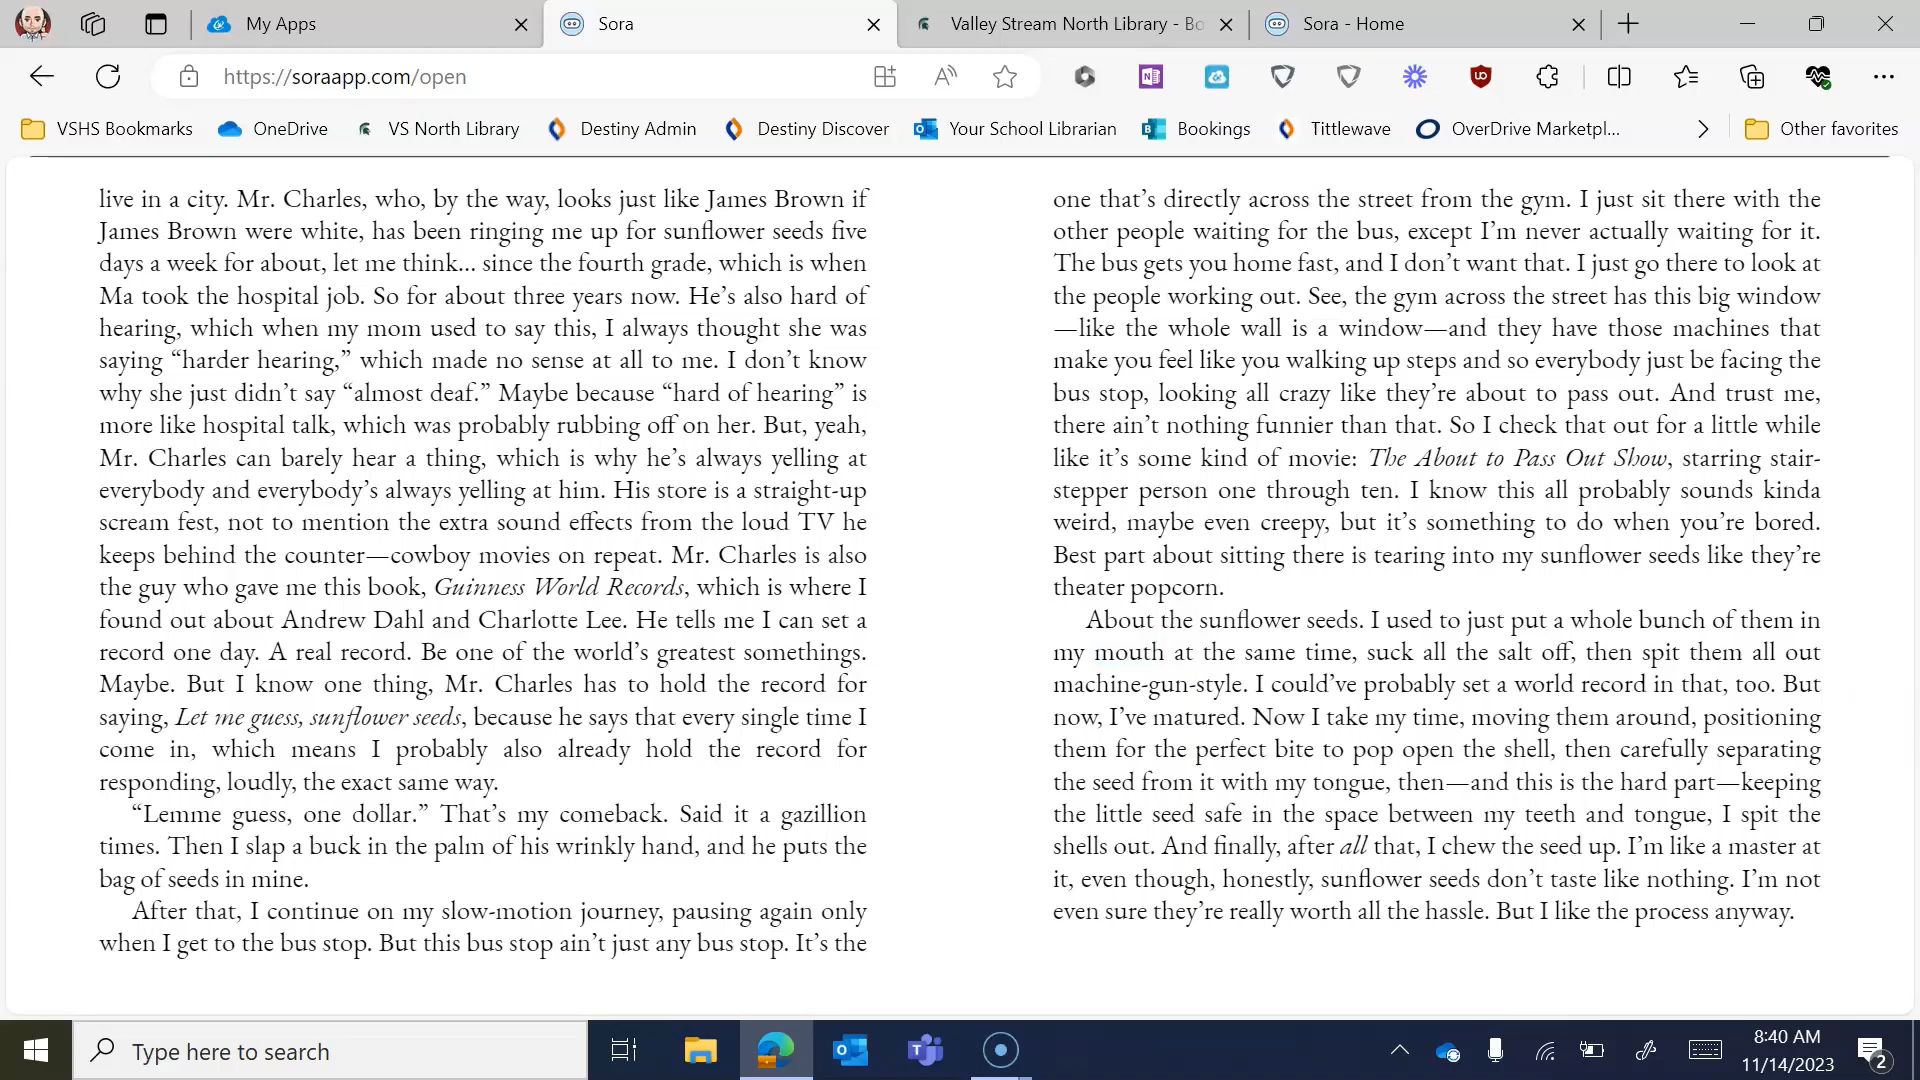 My Apps
Sora
Valley Stream North Library - Bo
Sora - Home
https://soraapp.com/open
VSHS Bookmarks
OneDrive
VS North Library
Destiny Admin
Destiny Discover
Your School Librarian
Bookings
Tittlewave
OverDrive Marketpl...
Other favorites
live in a city. Mr. Charles, who, by the way, looks just like James Brown if
James Brown were white, has been ringing me up for sunflower seeds five
days a week for about, let me think... since the fourth grade, which is when
Ma took the hospital job. So for about three years now. He’s also hard of
hearing, which when my mom used to say this, I always thought she was
saying “harder hearing,” which made no sense at all to me. I don’t know
why she just didn’t say “almost deaf.” Maybe because “hard of hearing” is
more like hospital talk, which was probably rubbing off on her. But, yeah,
Mr. Charles can barely hear a thing, which is why he’s always yelling at
everybody and everybody’s always yelling at him. His store is a straight-up
scream fest, not to mention the extra sound effects from the loud TV he
keeps behind the counter—cowboy movies on repeat. Mr. Charles is also
the guy who gave me this book, Guinness World Records, which is where I
found out about Andrew Dahl and Charlotte Lee. He tells me I can set a
record one day. A real record. Be one of the world’s greatest somethings.
Maybe. But I know one thing, Mr. Charles has to hold the record for
saying, Let me guess, sunflower seeds, because he says that every single time I
come in, which means I probably also already hold the record for
responding, loudly, the exact same way.
“Lemme guess, one dollar.” That’s my comeback. Said it a gazillion
times. Then I slap a buck in the palm of his wrinkly hand, and he puts the
bag of seeds in mine.
After that, I continue on my slow-motion journey, pausing again only
when I get to the bus stop. But this bus stop ain’t just any bus stop. It’s the
one that’s directly across the street from the gym. I just sit there with the
other people waiting for the bus, except I’m never actually waiting for it.
The bus gets you home fast, and I don’t want that. I just go there to look at
the people working out. See, the gym across the street has this big window
—like the whole wall is a window—and they have those machines that
make you feel like you walking up steps and so everybody just be facing the
bus stop, looking all crazy like they’re about to pass out. And trust me,
there ain’t nothing funnier than that. So I check that out for a little while
like it’s some kind of movie: The About to Pass Out Show, starring stair-
stepper person one through ten. I know this all probably sounds kinda
weird, maybe even creepy, but it’s something to do when you’re bored.
Best part about sitting there is tearing into my sunflower seeds like they’re
theater popcorn.
About the sunflower seeds. I used to just put a whole bunch of them in
my mouth at the same time, suck all the salt off, then spit them all out
machine-gun-style. I could’ve probably set a world record in that, too. But
now, I’ve matured. Now I take my time, moving them around, positioning
them for the perfect bite to pop open the shell, then carefully separating
the seed from it with my tongue, then—and this is the hard part—keeping
the little seed safe in the space between my teeth and tongue, I spit the
shells out. And finally, after all that, I chew the seed up. I’m like a master at
it, even though, honestly, sunflower seeds don’t taste like nothing. I’m not
even sure they’re really worth all the hassle. But I like the process anyway.
Type here to search
8:40 AM
11/14/2023
2